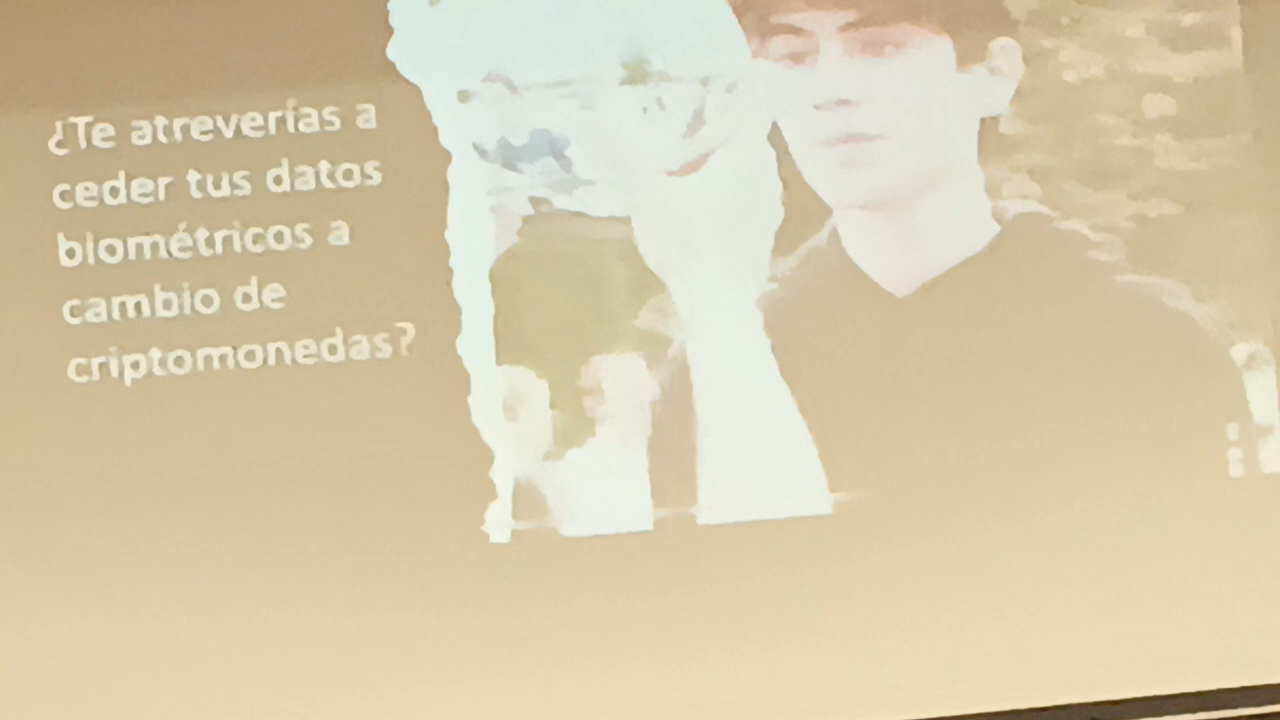 ¿Te atreverías a
ceder tus datos
biométricos a
cambio de
criptomonedas?